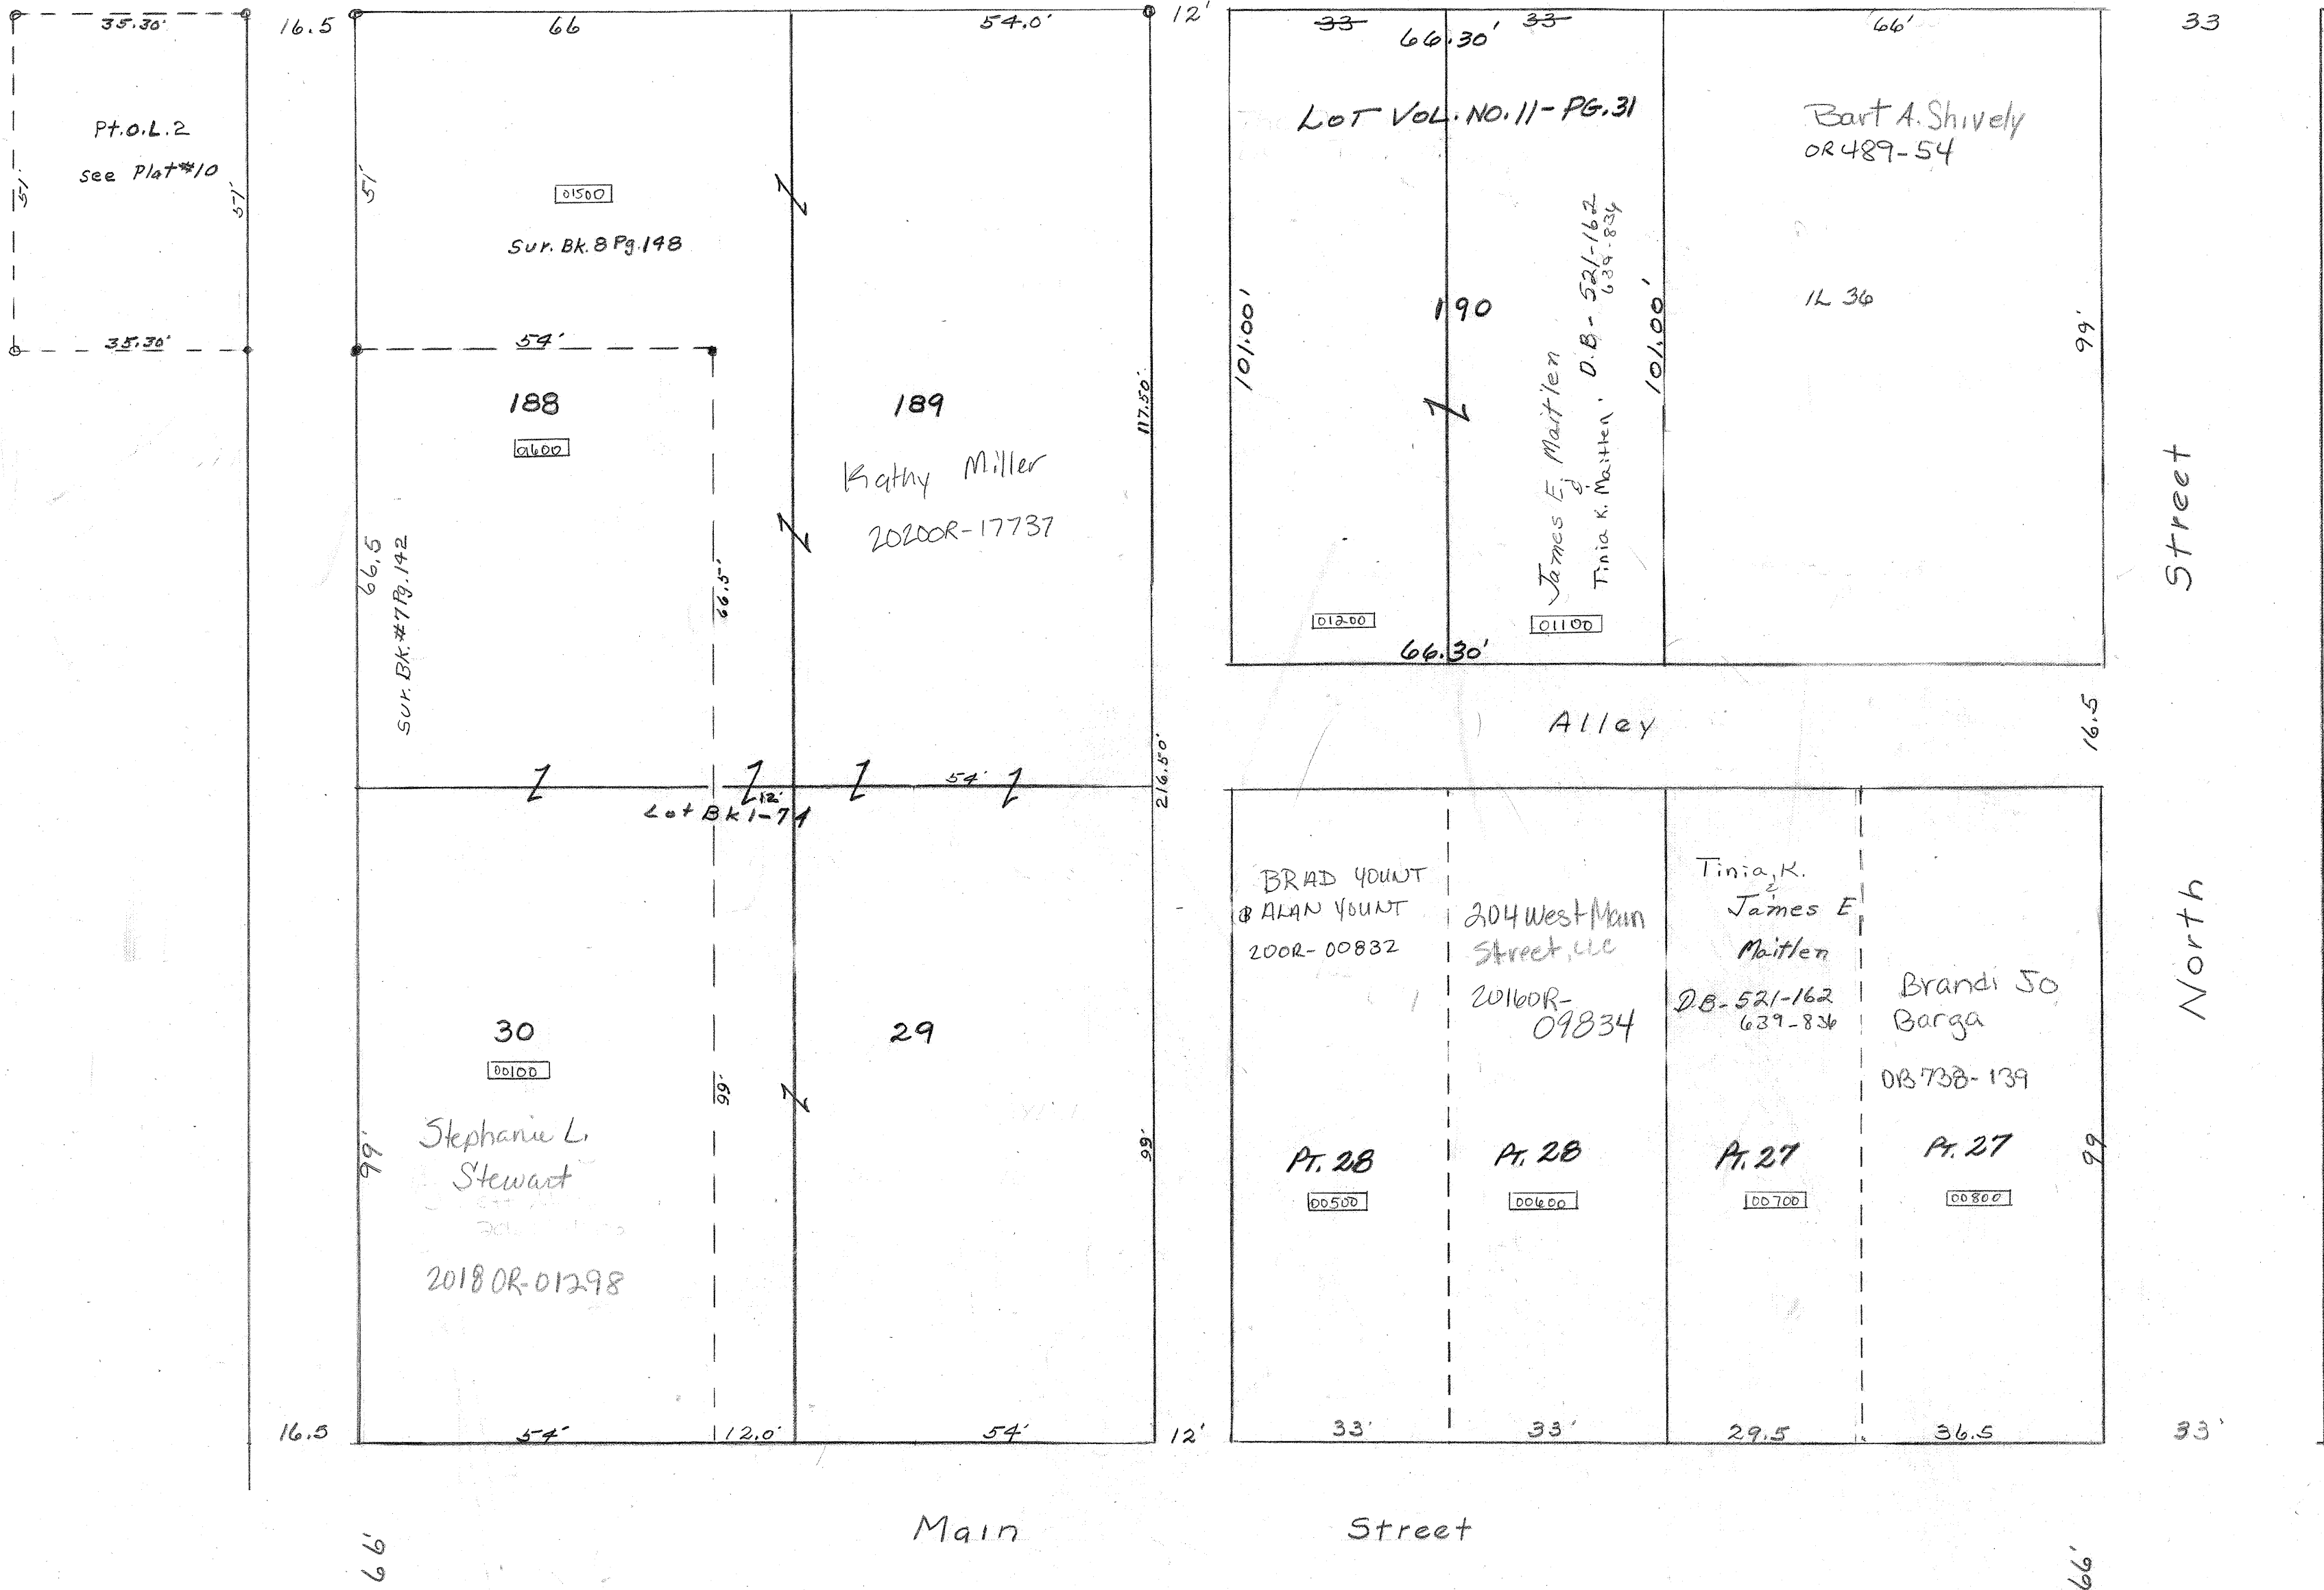 35.30'
16.5
66
54.0'
12'
33
33
66.30'
66'
33
Pt.O.L.2
see Plat #10
51'
51'
35.30'
51'
01500
Sur. Bk. 8 Pg. 148
54'
188
01600
66.5
Sur. BK. #7 Pg. 142
66.5'
189
Kathy Miller
2020OR-17737
117.50'
216.50'
LOT VOL. NO. 11 - PG. 31
101.00'
190
James E. Maitlen
&
Tinia K. Maitlen, D.B - 521-162
639-836
101.00'
01200
01100
66.30'
Bart A. Shively
OR 489-54
IL 36
99'
Street
North
Alley
16.5
54'
12'
Lot Bk 1-74
30
00100
Stephanie L.
Stewart
2018 OR-01298
99'
99'
29
99'
BRAD YOUNT
& ALAN YOUNT
200R-00832
PT. 28
00500
204 West Main
Street, LLC
2016OR-
09834
PT. 28
00600
Tinia, K.
&
James E
Maitlen
DB-521-162
639-836
PT. 27
00700
Brandi Jo
Barga
DB 738-139
PT. 27
00800
99
16.5
54'
12.0'
54'
12'
33'
33'
29.5
36.5
33'
Main Street
66'
66'